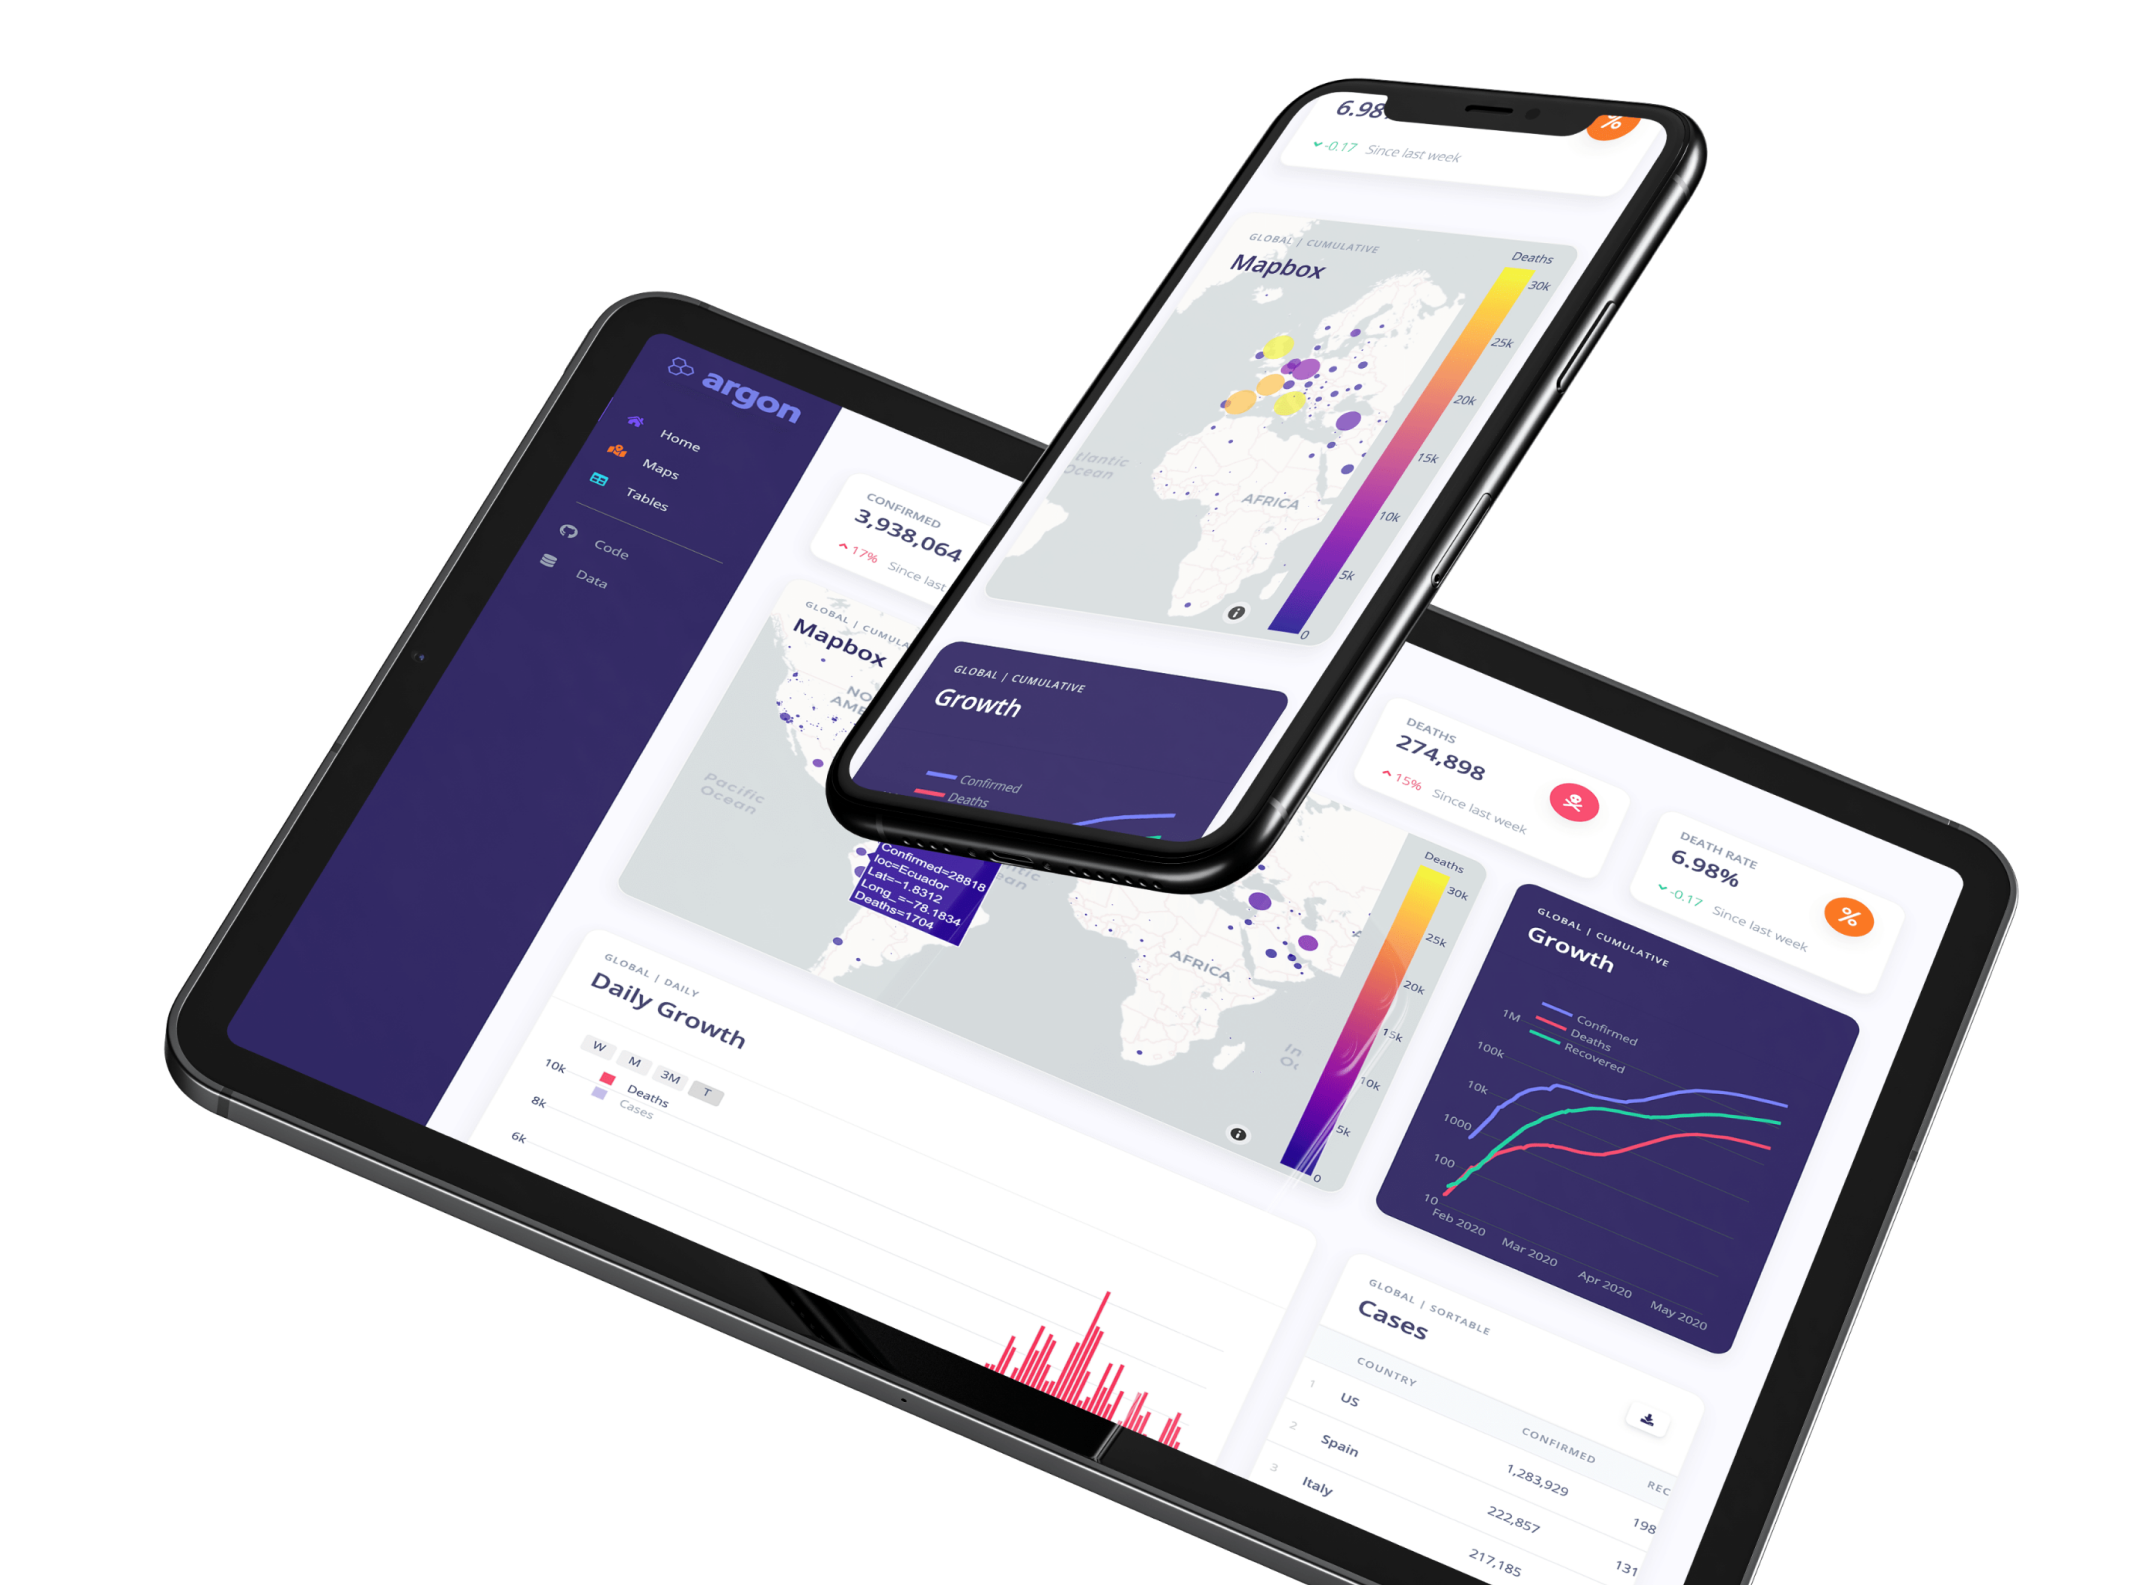 6.98
%
-0.17 Since last week
GLOBAL | CUMULATIVE
Mapbox
Deaths
30k
25k
20k
15k
10k
5k
0
Ocean
AFRICA
i
GLOBAL | CUMULATIVE
Growth
Confirmed
Deaths
argon
Home
Maps
Tables
Code
Data
CONFIRMED
3,938,064
17% Since last
DEATHS
274,898
15% Since last week
DEATH RATE
6.98%
-0.17 Since last week
%
GLOBAL | CUMULA
Mapbox
NO
AME
Pacific
Ocean
Confirmed=28818
loc=Ecuador
Lat=-1.8312
Long_=-78.1834
Deaths=1704
AFRICA
Deaths
30k
25k
20k
15k
10k
5k
0
i
GLOBAL | CUMULATIVE
Growth
Confirmed
Deaths
Recovered
1M
100k
10k
1000
100
10
Feb 2020
Mar 2020
Apr 2020
May 2020
GLOBAL | DAILY
Daily Growth
W M 3M T
Deaths
Cases
10k
8k
6k
GLOBAL | SORTABLE
Cases
COUNTRY CONFIRMED REC
1 US 1,283,929 198
2 Spain 222,857 131
3 Italy 217,185